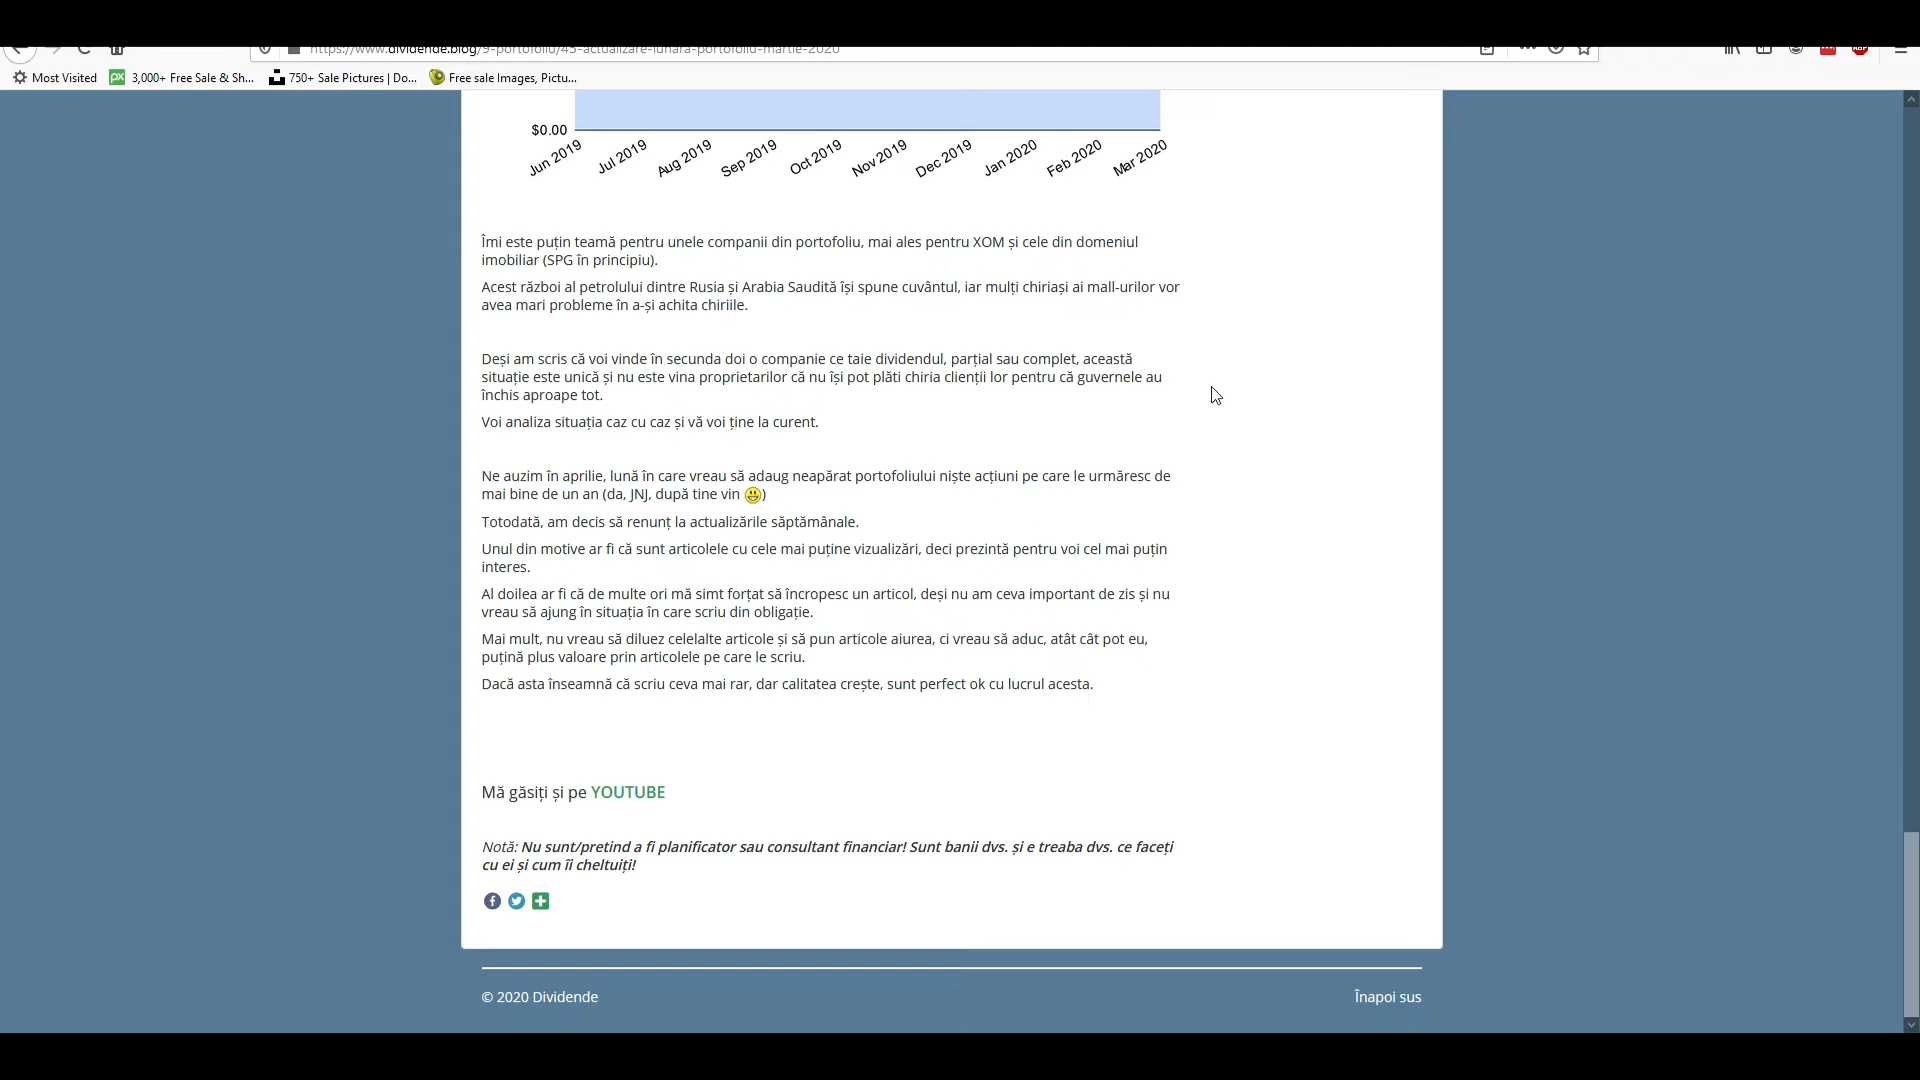 https://www.dividende.blog/9-portofoliu/45-actualizare-lunara-portofoliu-martie-2020
Most Visited
3,000+ Free Sale & Sh...
750+ Sale Pictures | Do...
Free sale Images, Pictu...
$0.00
Jun 2019
Jul 2019
Aug 2019
Sep 2019
Oct 2019
Nov 2019
Dec 2019
Jan 2020
Feb 2020
Mar 2020
Îmi este puțin teamă pentru unele companii din portofoliu, mai ales pentru XOM și cele din domeniul
imobiliar (SPG în principiu).
Acest război al petrolului dintre Rusia și Arabia Saudită își spune cuvântul, iar mulți chiriași ai mall-urilor vor
avea mari probleme în a-și achita chiriile.
Deși am scris că voi vinde în secunda doi o companie ce taie dividendul, parțial sau complet, această
situație este unică și nu este vina proprietarilor că nu își pot plăti chiria clienții lor pentru că guvernele au
închis aproape tot.
Voi analiza situația caz cu caz și vă voi ține la curent.
Ne auzim în aprilie, lună în care vreau să adaug neapărat portofoliului niște acțiuni pe care le urmăresc de
mai bine de un an (da, JNJ, după tine vin 😀)
Totodată, am decis să renunț la actualizările săptămânale.
Unul din motive ar fi că sunt articolele cu cele mai puține vizualizări, deci prezintă pentru voi cel mai puțin
interes.
Al doilea ar fi că de multe ori mă simt forțat să încropesc un articol, deși nu am ceva important de zis și nu
vreau să ajung în situația în care scriu din obligație.
Mai mult, nu vreau să diluez celelalte articole și să pun articole aiurea, ci vreau să aduc, atât cât pot eu,
puțină plus valoare prin articolele pe care le scriu.
Dacă asta înseamnă că scriu ceva mai rar, dar calitatea crește, sunt perfect ok cu lucrul acesta.
Mă găsiți și pe YOUTUBE
Notă: Nu sunt/pretind a fi planificator sau consultant financiar! Sunt banii dvs. și e treaba dvs. ce faceți
cu ei și cum îi cheltuiți!
© 2020 Dividende
Înapoi sus